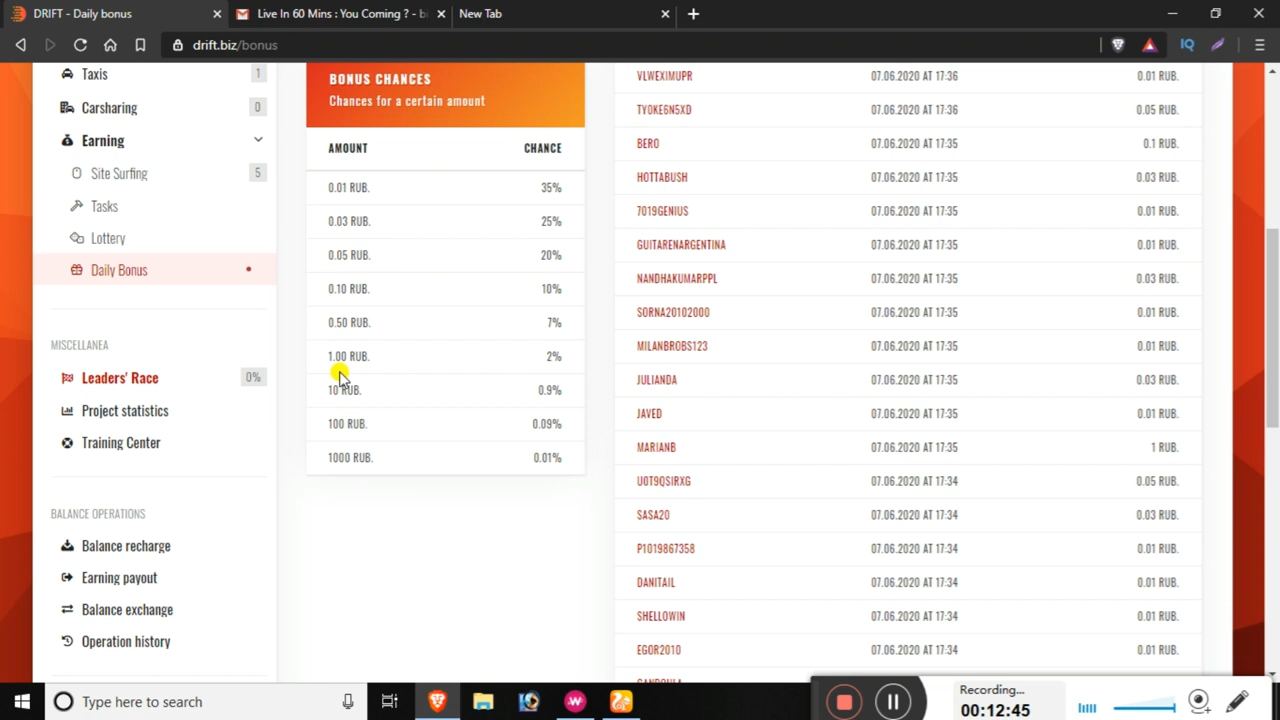 DRIFT - Daily bonus
Live In 60 Mins : You Coming ? - b
New Tab
drift.biz/bonus
IQ
Taxis 1
Carsharing 0
Earning
Site Surfing 5
Tasks
Lottery
Daily Bonus
MISCELLANEA
Leaders' Race 0%
Project statistics
Training Center
BALANCE OPERATIONS
Balance recharge
Earning payout
Balance exchange
Operation history
BONUS CHANCES
Chances for a certain amount
AMOUNT CHANCE
0.01 RUB. 35%
0.03 RUB. 25%
0.05 RUB. 20%
0.10 RUB. 10%
0.50 RUB. 7%
1.00 RUB. 2%
10 RUB. 0.9%
100 RUB. 0.09%
1000 RUB. 0.01%
VLWEXIMUPR 07.06.2020 AT 17:36 0.01 RUB.
TYOKE6N5XD 07.06.2020 AT 17:36 0.05 RUB.
BERO 07.06.2020 AT 17:35 0.1 RUB.
HOTTABUSH 07.06.2020 AT 17:35 0.03 RUB.
7019GENIUS 07.06.2020 AT 17:35 0.01 RUB.
GUITARENARGENTINA 07.06.2020 AT 17:35 0.01 RUB.
NANDHAKUMARPPL 07.06.2020 AT 17:35 0.03 RUB.
SORNA20102000 07.06.2020 AT 17:35 0.01 RUB.
MILANBROBS123 07.06.2020 AT 17:35 0.01 RUB.
JULIANDA 07.06.2020 AT 17:35 0.03 RUB.
JAVED 07.06.2020 AT 17:35 0.01 RUB.
MARIANB 07.06.2020 AT 17:35 1 RUB.
U0T9QSIRXG 07.06.2020 AT 17:34 0.05 RUB.
SASA20 07.06.2020 AT 17:34 0.03 RUB.
P1019867358 07.06.2020 AT 17:34 0.01 RUB.
DANITAIL 07.06.2020 AT 17:34 0.01 RUB.
SHELLOWIN 07.06.2020 AT 17:34 0.01 RUB.
EGOR2010 07.06.2020 AT 17:34 0.01 RUB.
Type here to search
Recording...
00:12:45